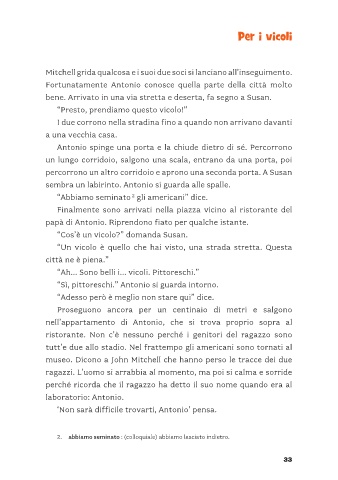 Per i vicoli
Mitchell grida qualcosa e i suoi due soci si lanciano all'inseguimento.
Fortunatamente Antonio conosce quella parte della città molto
bene. Arrivato in una via stretta e deserta, fa segno a Susan.
"Presto, prendiamo questo vicolo!"
I due corrono nella stradina fino a quando non arrivano davanti
a una vecchia casa.
Antonio spinge una porta e la chiude dietro di sé. Percorrono
un lungo corridoio, salgono una scala, entrano da una porta, poi
percorrono un altro corridoio e aprono una seconda porta. A Susan
sembra un labirinto. Antonio si guarda alle spalle.
"Abbiamo seminato² gli americani" dice.
Finalmente sono arrivati nella piazza vicino al ristorante del
papà di Antonio. Riprendono fiato per qualche istante.
"Cos'è un vicolo?" domanda Susan.
"Un vicolo è quello che hai visto, una strada stretta. Questa
città ne è piena."
"Ah... Sono belli i... vicoli. Pittoreschi."
"Sì, pittoreschi." Antonio si guarda intorno.
"Adesso però è meglio non stare qui" dice.
Proseguono ancora per un centinaio di metri e salgono
nell'appartamento di Antonio, che si trova proprio sopra al
ristorante. Non c'è nessuno perché i genitori del ragazzo sono
tutt'e due allo stadio. Nel frattempo gli americani sono tornati al
museo. Dicono a John Mitchell che hanno perso le tracce dei due
ragazzi. L'uomo si arrabbia al momento, ma poi si calma e sorride
perché ricorda che il ragazzo ha detto il suo nome quando era al
laboratorio: Antonio.
'Non sarà difficile trovarti, Antonio' pensa.
2. abbiamo seminato : (colloquiale) abbiamo lasciato indietro.
33